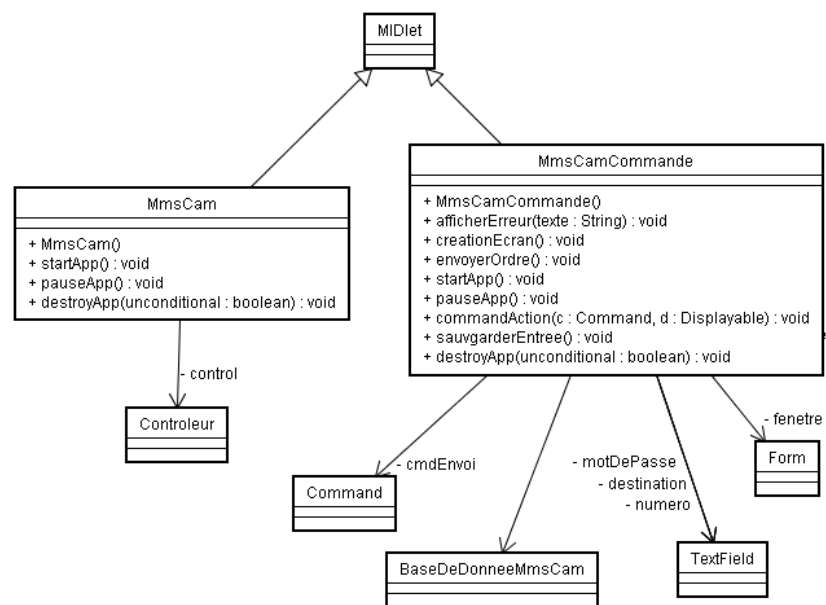 MIDlet
MmsCam
+ MmsCam()
+ startApp() : void
+ pauseApp() : void
+ destroyApp(unconditional : boolean) : void
MmsCamCommande
+ MmsCamCommande()
+ afficherErreur(texte : String) : void
+ creationEcran() : void
+ envoyerOrdre() : void
+ startApp() : void
+ pauseApp() : void
+ commandAction(c : Command, d : Displayable) : void
+ sauvgarderEntree() : void
+ destroyApp(unconditional : boolean) : void
- control
Controleur
- cmdEnvoi
Command
BaseDeDonneeMmsCam
- motDePasse
- destination
- numero
TextField
- fenetre
Form